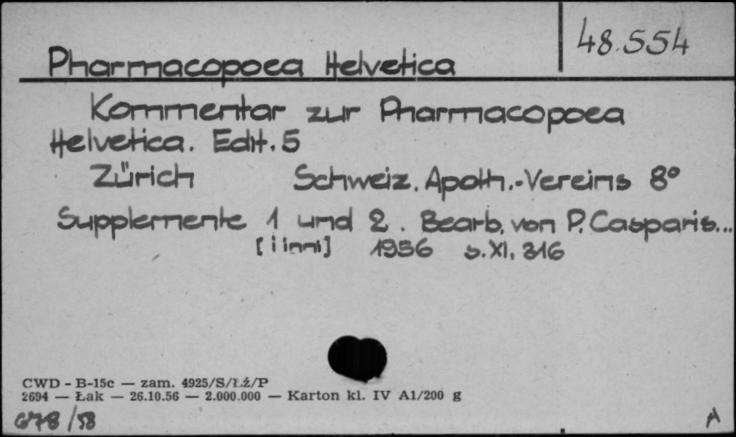 48.554
Pharmacopoea Helvetica
Kommentar zur Pharmacopoea
Helvetica. Edit. 5
Zürich Schweiz. Apoth.-Vereins 8°
Supplemente 1 und 2. Bearb. von P. Casparis...
[i inni] 1956 s. XI, 316
CWD - B-15c — zam. 4925/S/Łź/P
2694 — Łak — 26.10.56 — 2.000.000 — Karton kl. IV A1/200 g
/58 A